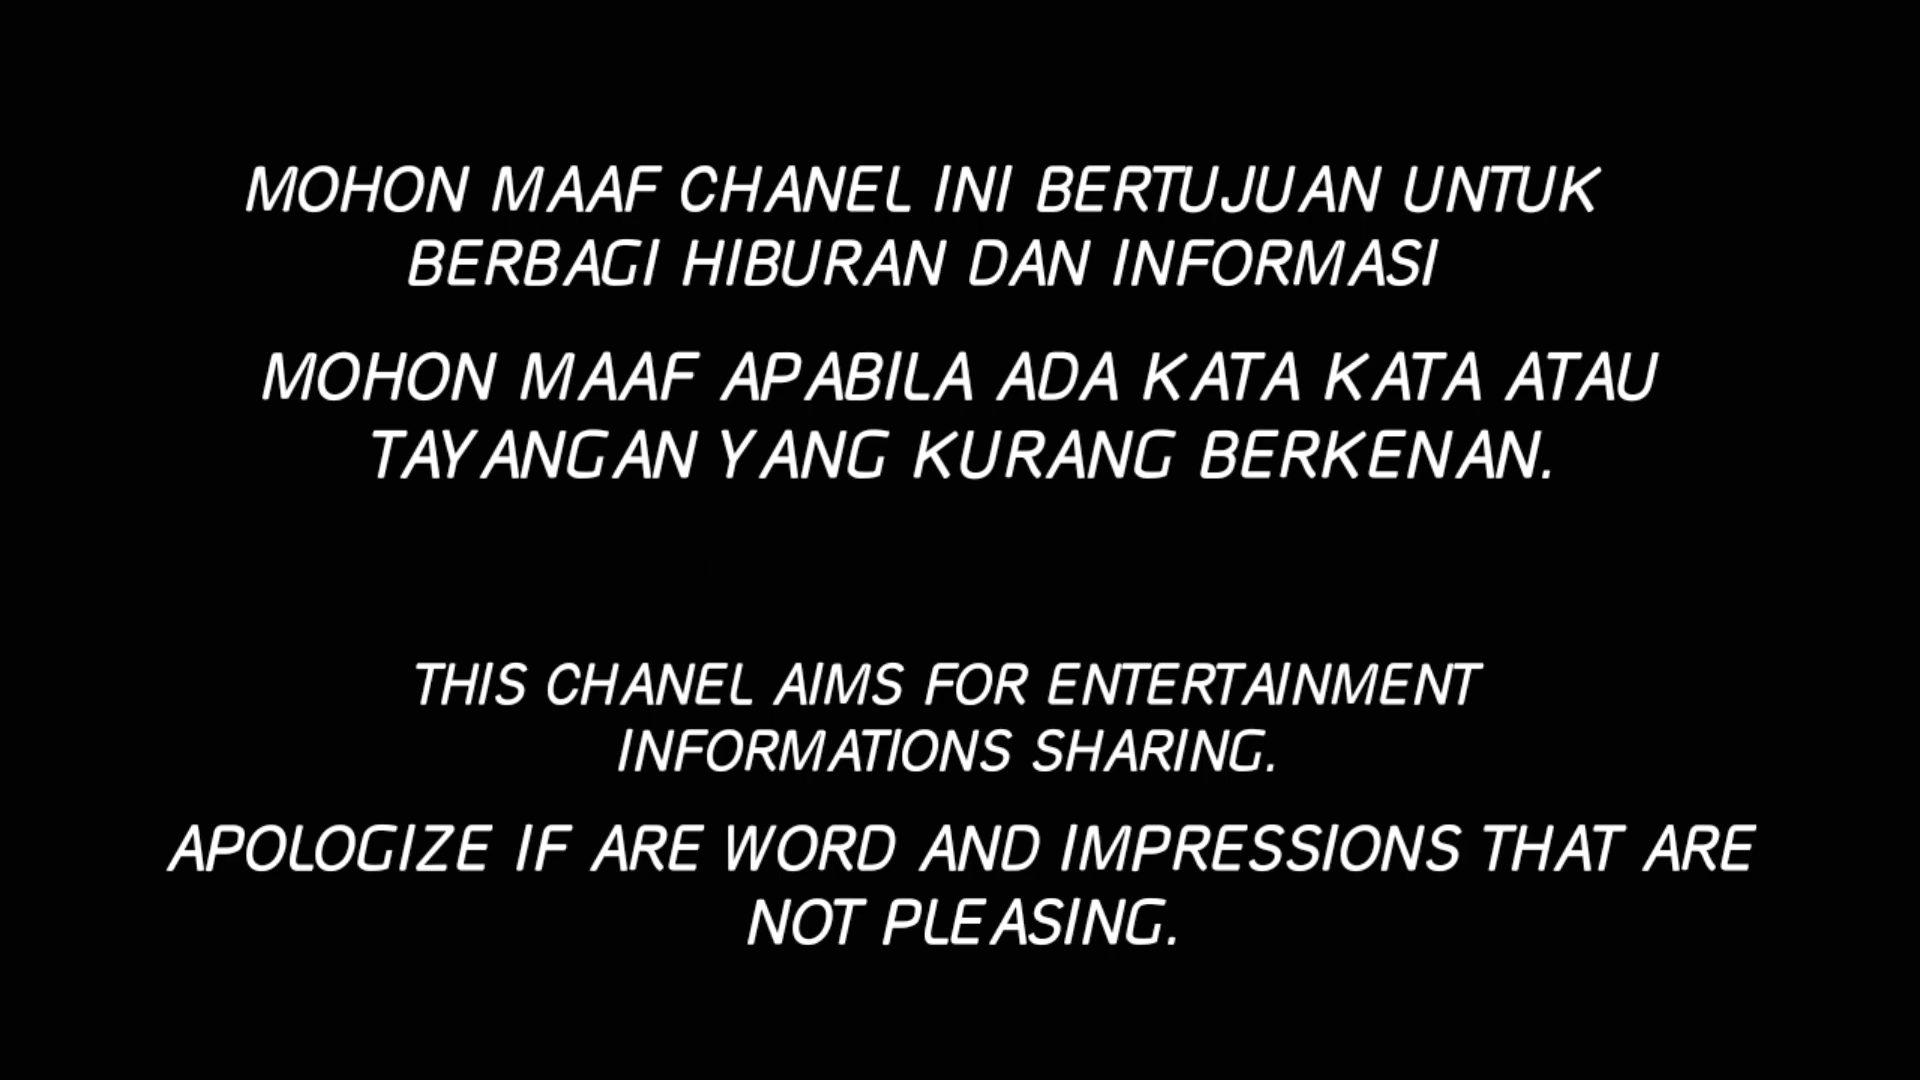 MOHON MAAF CHANEL INI BERTUJUAN UNTUK
BERBAGI HIBURAN DAN INFORMASI
MOHON MAAF APABILA ADA KATA KATA ATAU
TAYANGAN YANG KURANG BERKENAN.
THIS CHANEL AIMS FOR ENTERTAINMENT
INFORMATIONS SHARING.
APOLOGIZE IF ARE WORD AND IMPRESSIONS THAT ARE
NOT PLEASING.